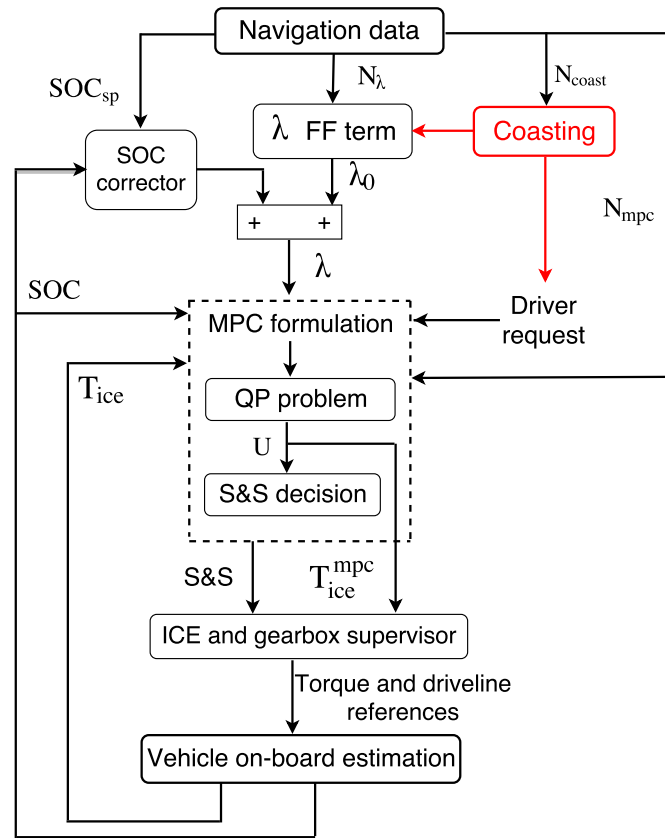 Navigation data
SOC_sp
N_λ
N_coast
λ FF term
Coasting
SOC
corrector
λ_0
N_mpc
+ +
λ
SOC
Driver
request
MPC formulation
T_ice
QP problem
U
S&S decision
S&S
T_ice^mpc
ICE and gearbox supervisor
Torque and driveline
references
Vehicle on-board estimation